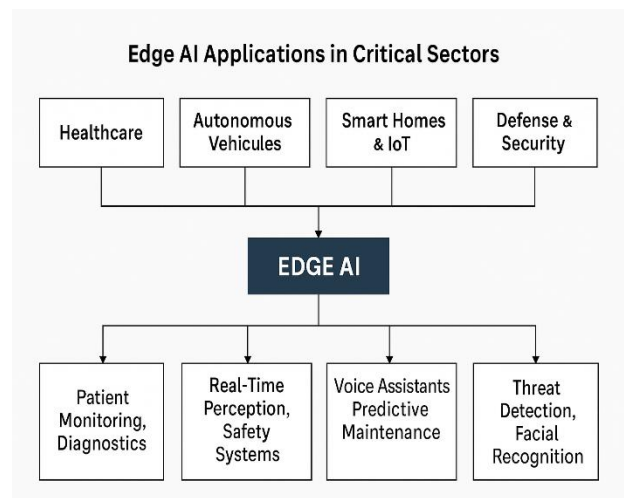 Edge AI Applications in Critical Sectors
Healthcare
Autonomous
Vehicules
Smart Homes
& IoT
Defense &
Security
EDGE AI
Patient
Monitoring,
Diagnostics
Real-Time
Perception,
Safety
Systems
Voice Assistants
Predictive
Maintenance
Threat
Detection,
Facial
Recognition